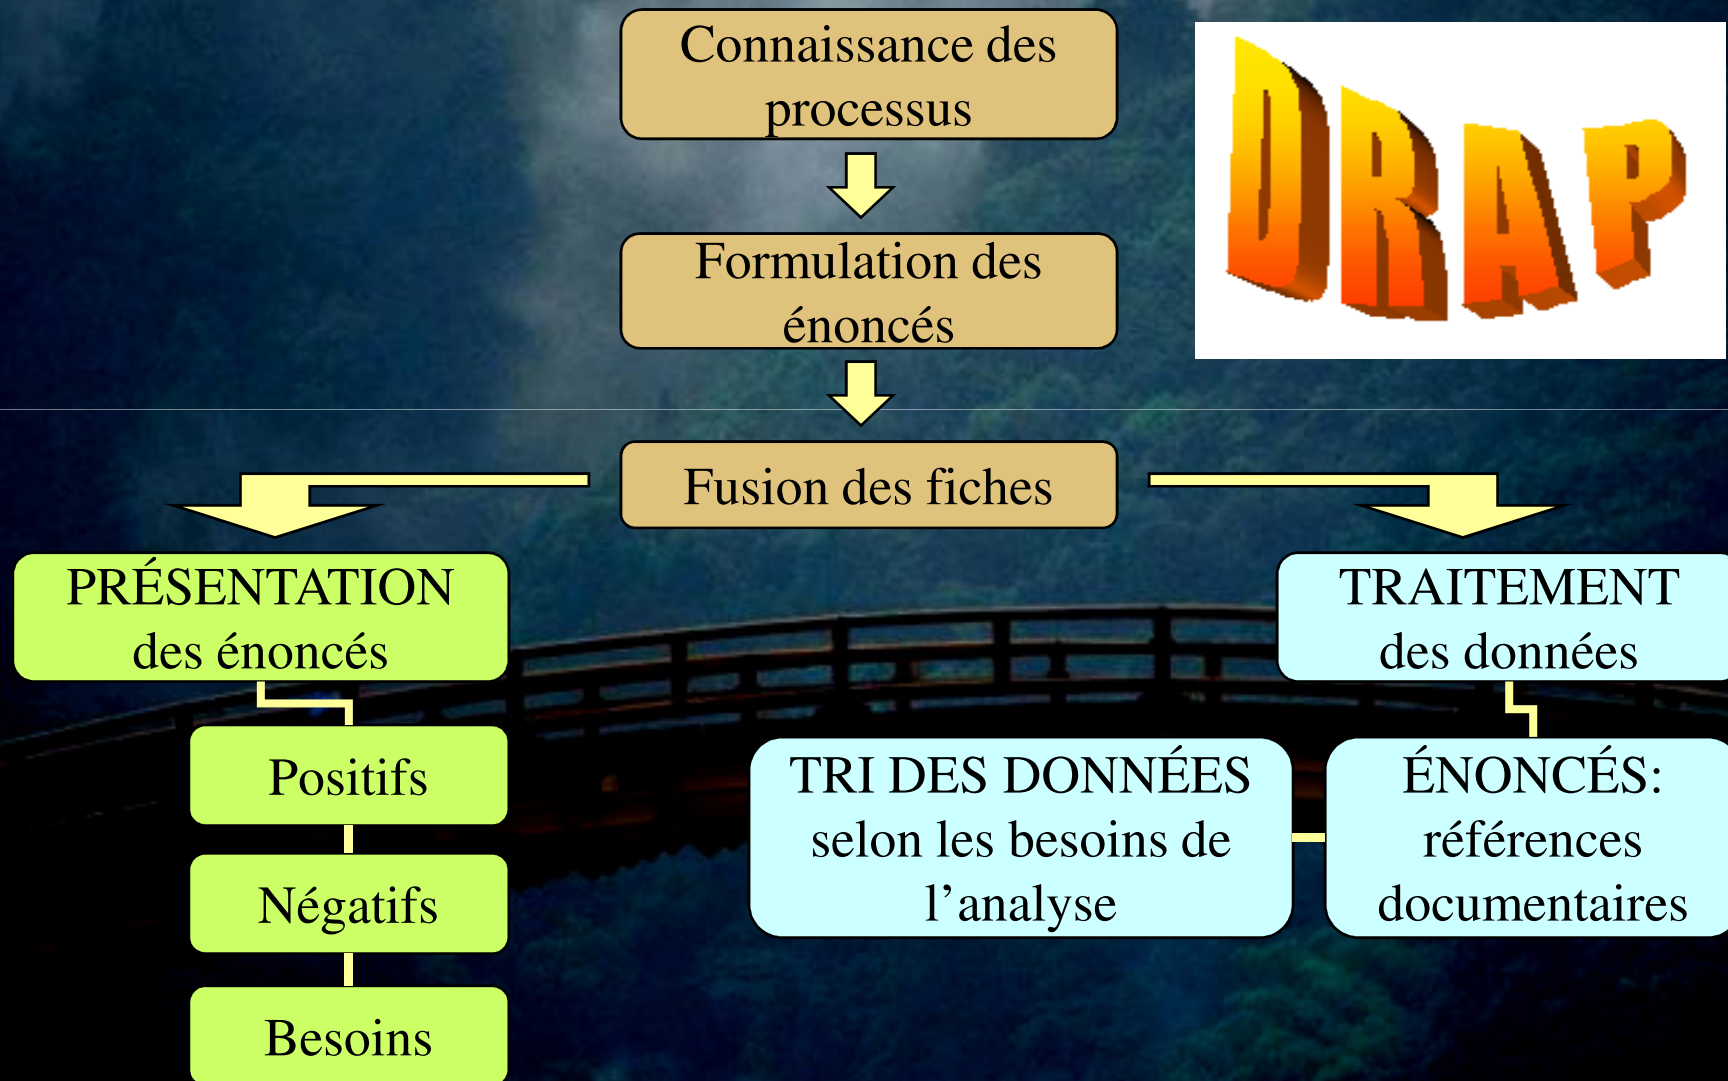 Connaissance des
processus
DRAP
Formulation des
énoncés
Fusion des fiches
PRÉSENTATION
des énoncés
Positifs
Négatifs
Besoins
TRAITEMENT
des données
TRI DES DONNÉES
selon les besoins de
l’analyse
ÉNONCÉS:
références
documentaires